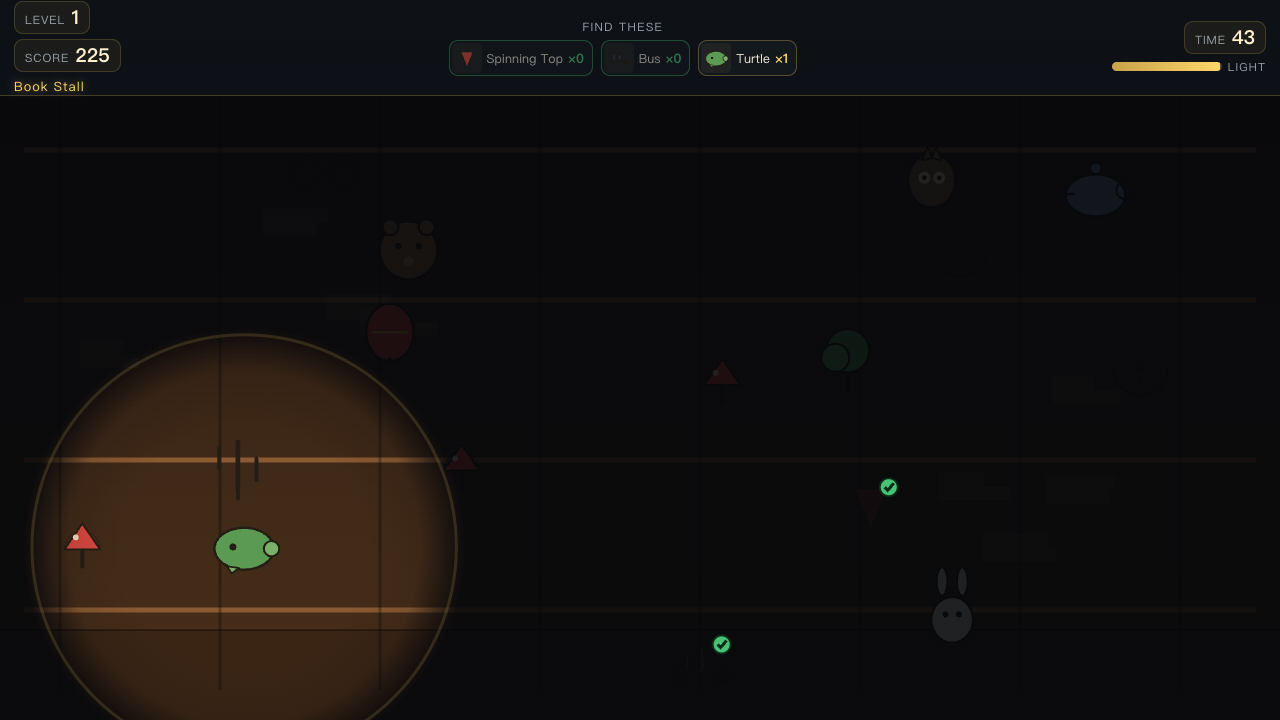 LEVEL 1
SCORE 225
Book Stall
FIND THESE
Spinning Top ×0
Bus ×0
Turtle ×1
TIME 43
LIGHT